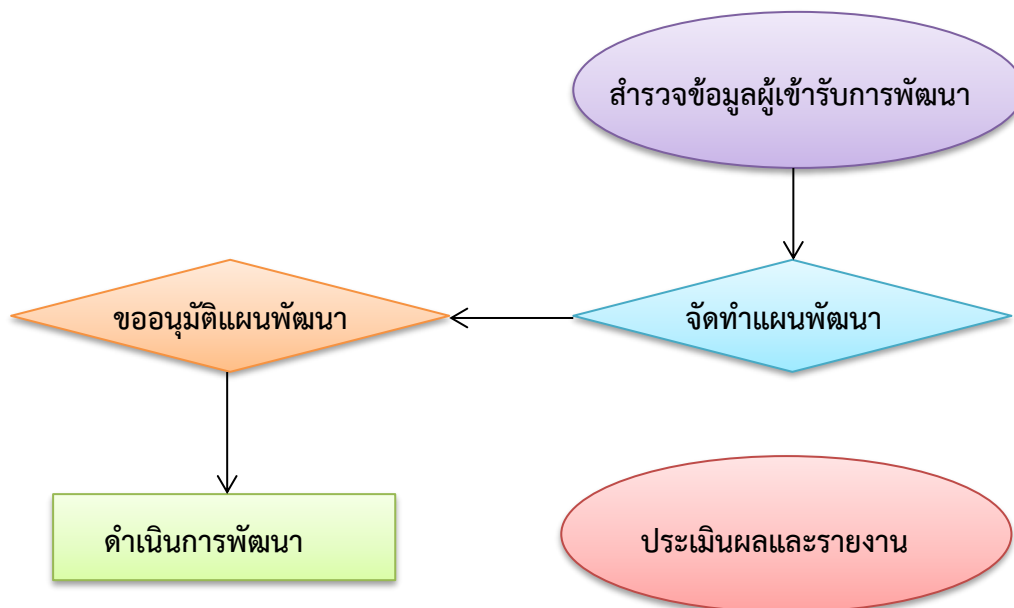 สำรวจข้อมูลผู้เข้ารับการพัฒนา
ขออนุมัติแผนพัฒนา
จัดทำแผนพัฒนา
ดำเนินการพัฒนา
ประเมินผลและรายงาน